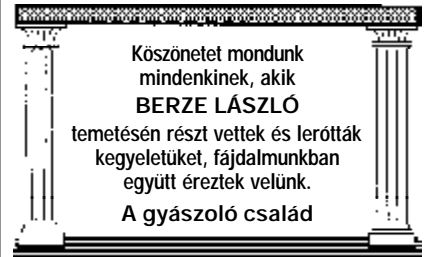 Köszönetet mondunk
mindenkinek, akik
BERZE LÁSZLÓ
temetésén részt vettek és lerótták
kegyeletüket, fájdalmunkban
együtt éreztek velünk.
A gyászoló család